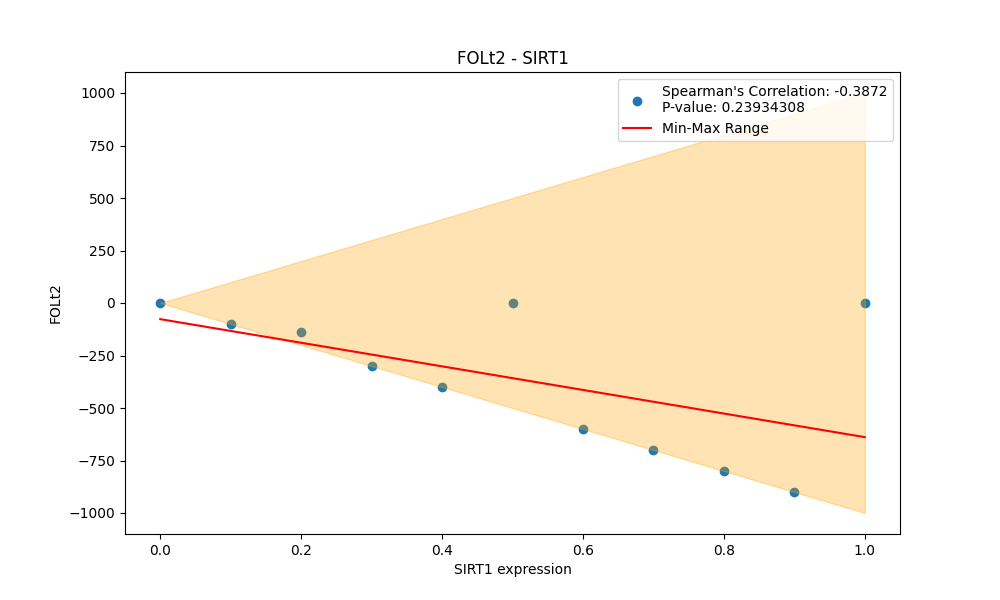 FOLt2 - SIRT1
Spearman's Correlation: -0.3872
P-value: 0.23934308
Min-Max Range
1000
750
500
250
0
−250
−500
−750
−1000
FOLt2
0.0 0.2 0.4 0.6 0.8 1.0
SIRT1 expression